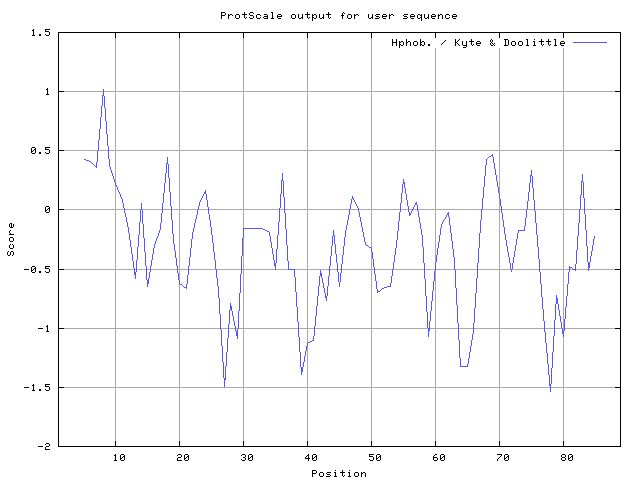 ProtScale output for user sequence
Hphob. / Kyte & Doolittle
1.5
1
0.5
0
-0.5
-1
-1.5
-2
Score
10 20 30 40 50 60 70 80
Position